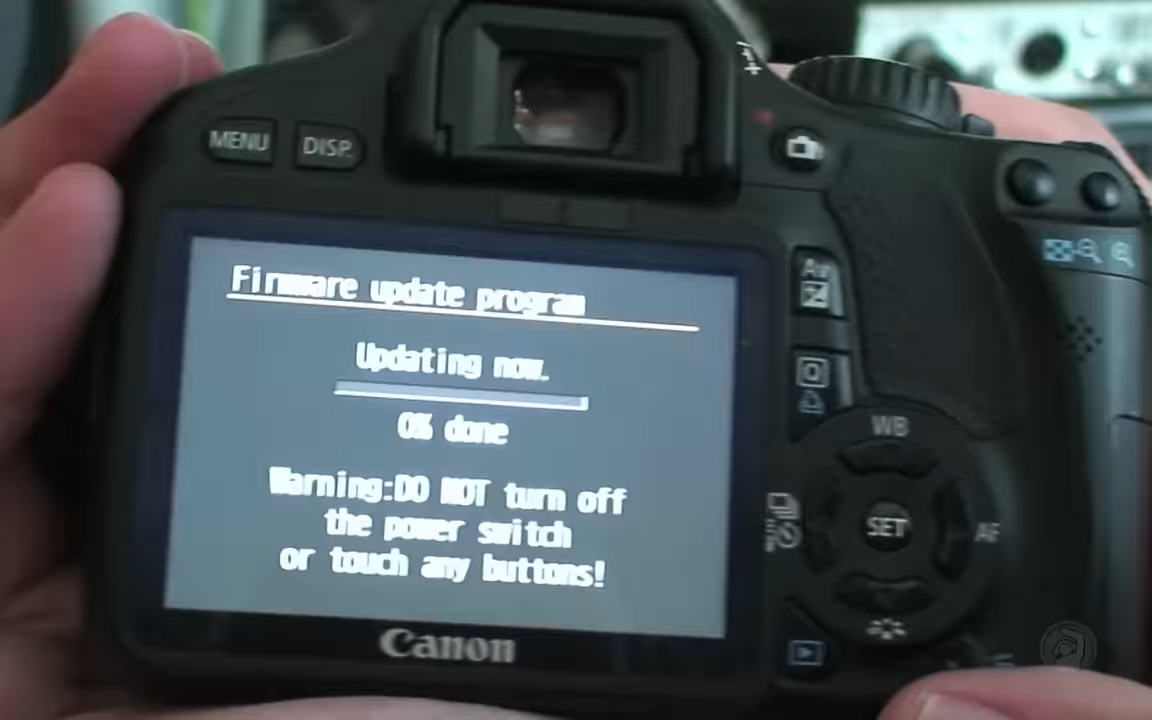 MENU
DISP.
Firmware update program
Updating now.
0% done
Warning:DO NOT turn off
the power switch
or touch any buttons!
Canon
Av
Q
WB
AF
SET